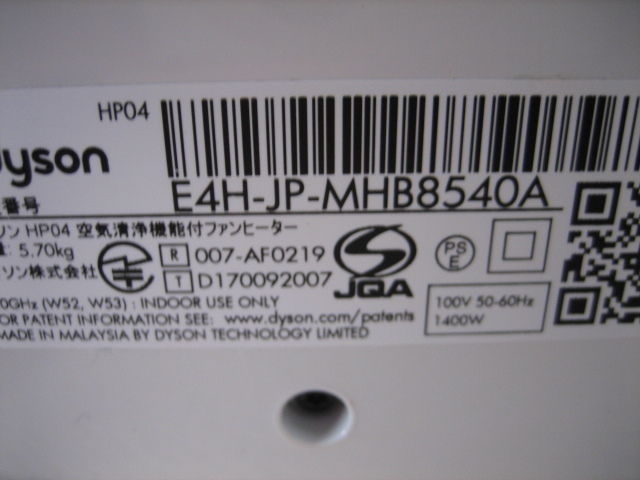 HP04
dyson
番号
E4H-JP-MHB8540A
ソン HP04 空気清浄機能付ファンヒーター
: 5.70kg
ソン株式会社
R 007-AF0219
T D170092007
JQA
PSE
100V 50-60Hz
1400W
0GHz (W52, W53) : INDOOR USE ONLY
OR PATENT INFORMATION SEE: www.dyson.com/patents
MADE IN MALAYSIA BY DYSON TECHNOLOGY LIMITED